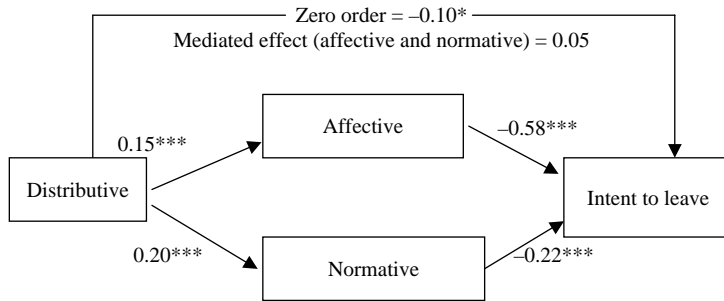 Zero order = –0.10*
Mediated effect (affective and normative) = 0.05
Affective
–0.58***
0.15***
Distributive
Intent to leave
0.20***
Normative
–0.22***